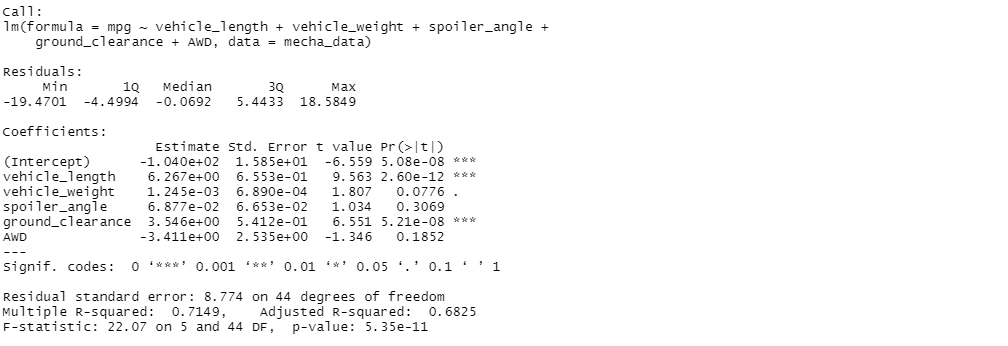 Call:
lm(formula = mpg ~ vehicle_length + vehicle_weight + spoiler_angle +
    ground_clearance + AWD, data = mecha_data)

Residuals:
     Min       1Q   Median       3Q      Max
-19.4701  -4.4994  -0.0692   5.4433  18.5849

Coefficients:
                   Estimate Std. Error t value Pr(>|t|)
(Intercept)      -1.040e+02  1.585e+01  -6.559 5.08e-08 ***
vehicle_length    6.267e+00  6.553e-01   9.563 2.60e-12 ***
vehicle_weight    1.245e-03  6.890e-04   1.807   0.0776 .
spoiler_angle     6.877e-02  6.653e-02   1.034   0.3069
ground_clearance  3.546e+00  5.412e-01   6.551 5.21e-08 ***
AWD              -3.411e+00  2.535e+00  -1.346   0.1852
---
Signif. codes:  0 ‘***’ 0.001 ‘**’ 0.01 ‘*’ 0.05 ‘.’ 0.1 ‘ ’ 1

Residual standard error: 8.774 on 44 degrees of freedom
Multiple R-squared:  0.7149,    Adjusted R-squared:  0.6825
F-statistic: 22.07 on 5 and 44 DF,  p-value: 5.35e-11